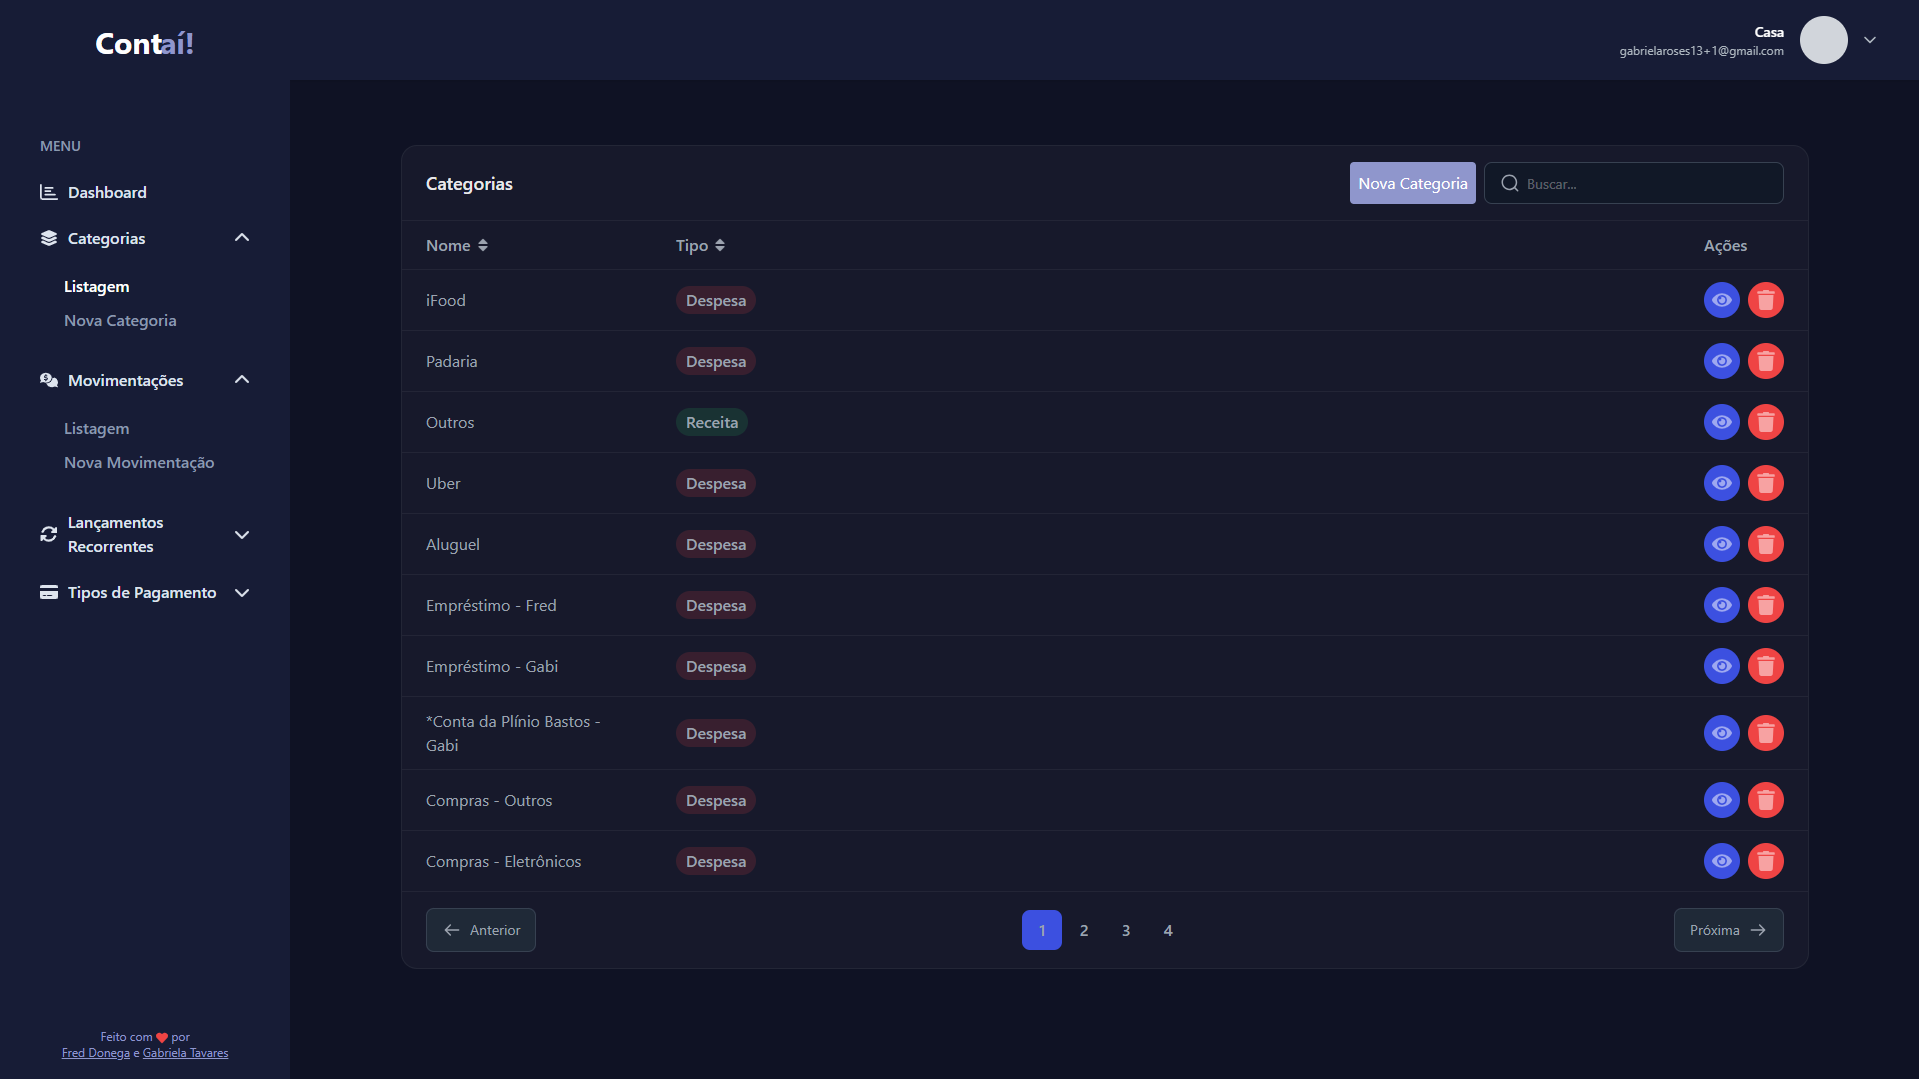 Contaí!
Casa
gabrielaroses13+1@gmail.com
MENU
Dashboard
Categorias
Listagem
Nova Categoria
Movimentações
Listagem
Nova Movimentação
Lançamentos
Recorrentes
Tipos de Pagamento
Feito com ❤ por
Fred Donega e Gabriela Tavares
Categorias
Nova Categoria
Buscar...
Nome Tipo Ações
iFood Despesa
Padaria Despesa
Outros Receita
Uber Despesa
Aluguel Despesa
Empréstimo - Fred Despesa
Empréstimo - Gabi Despesa
*Conta da Plínio Bastos -
Gabi
Despesa
Compras - Outros Despesa
Compras - Eletrônicos Despesa
Anterior 1 2 3 4 Próxima